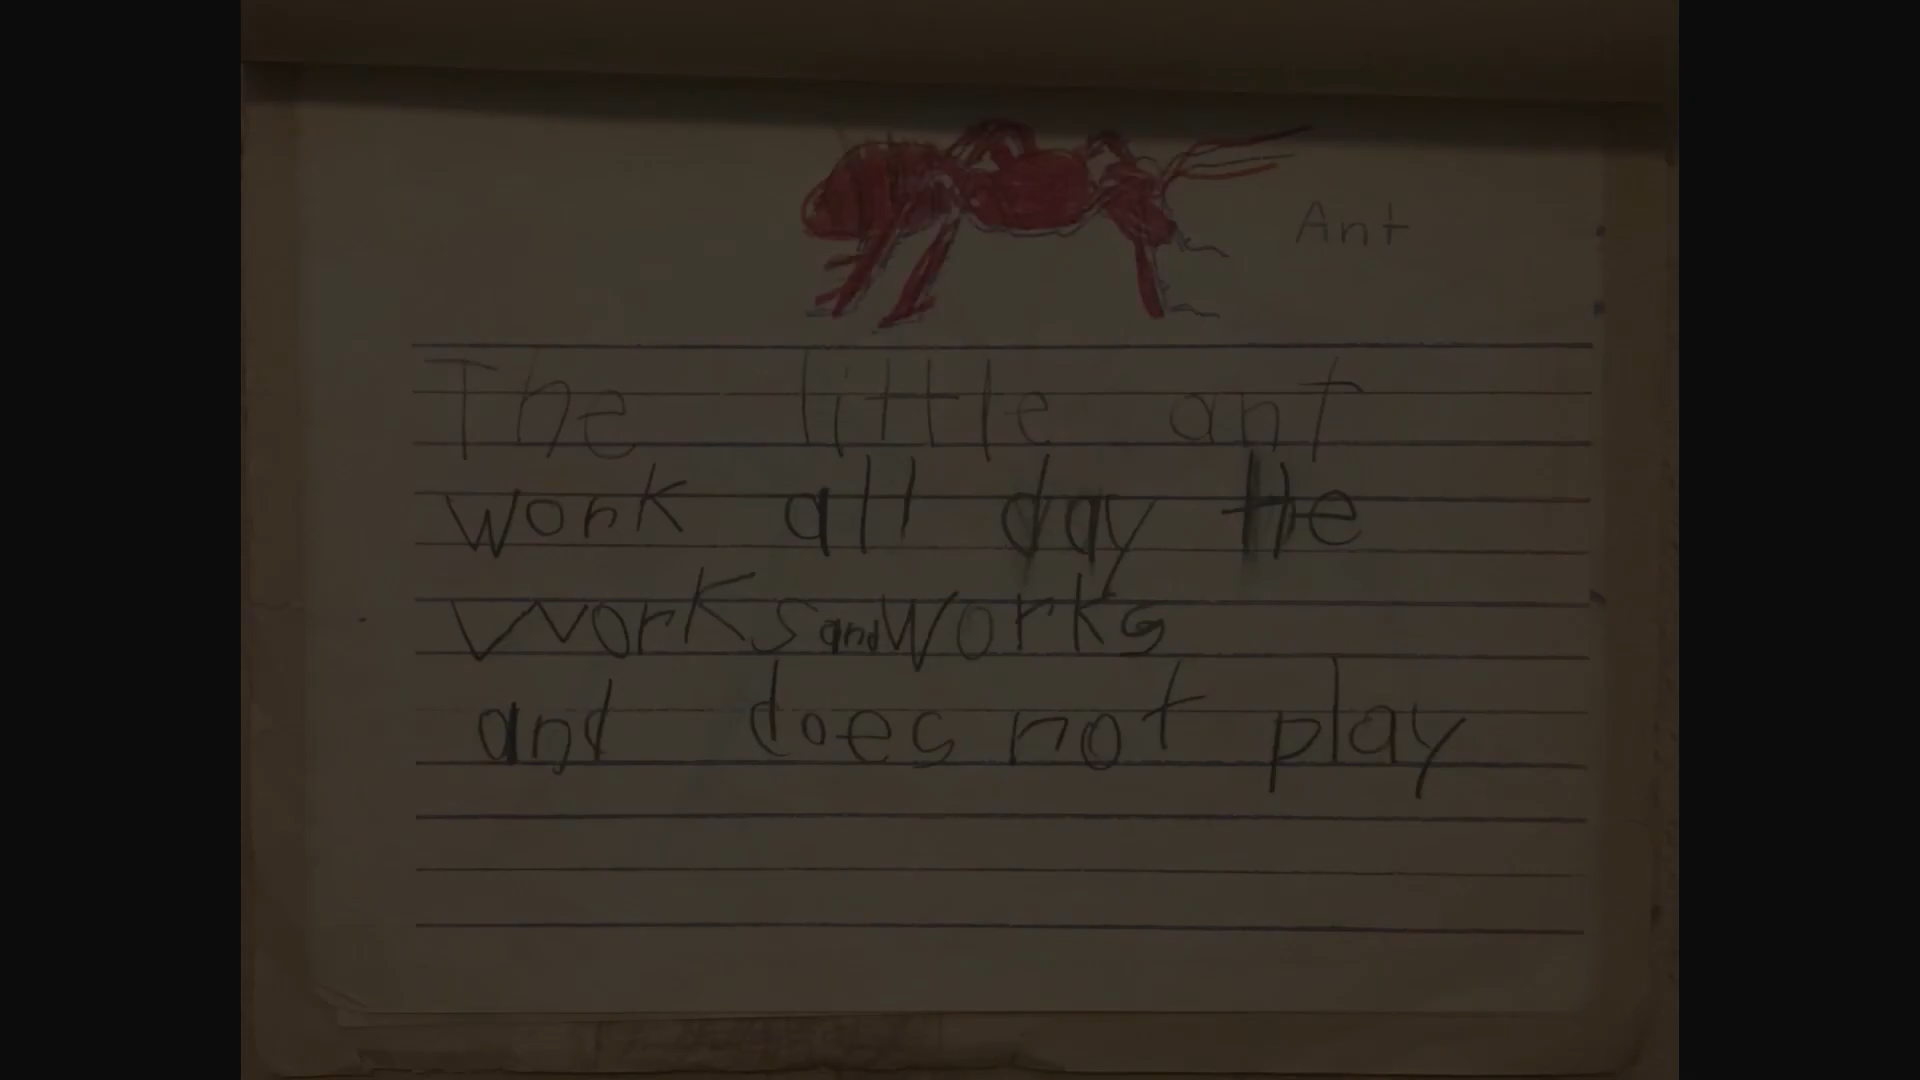 Ant
The little ant
work all day He
works and works
and does not play